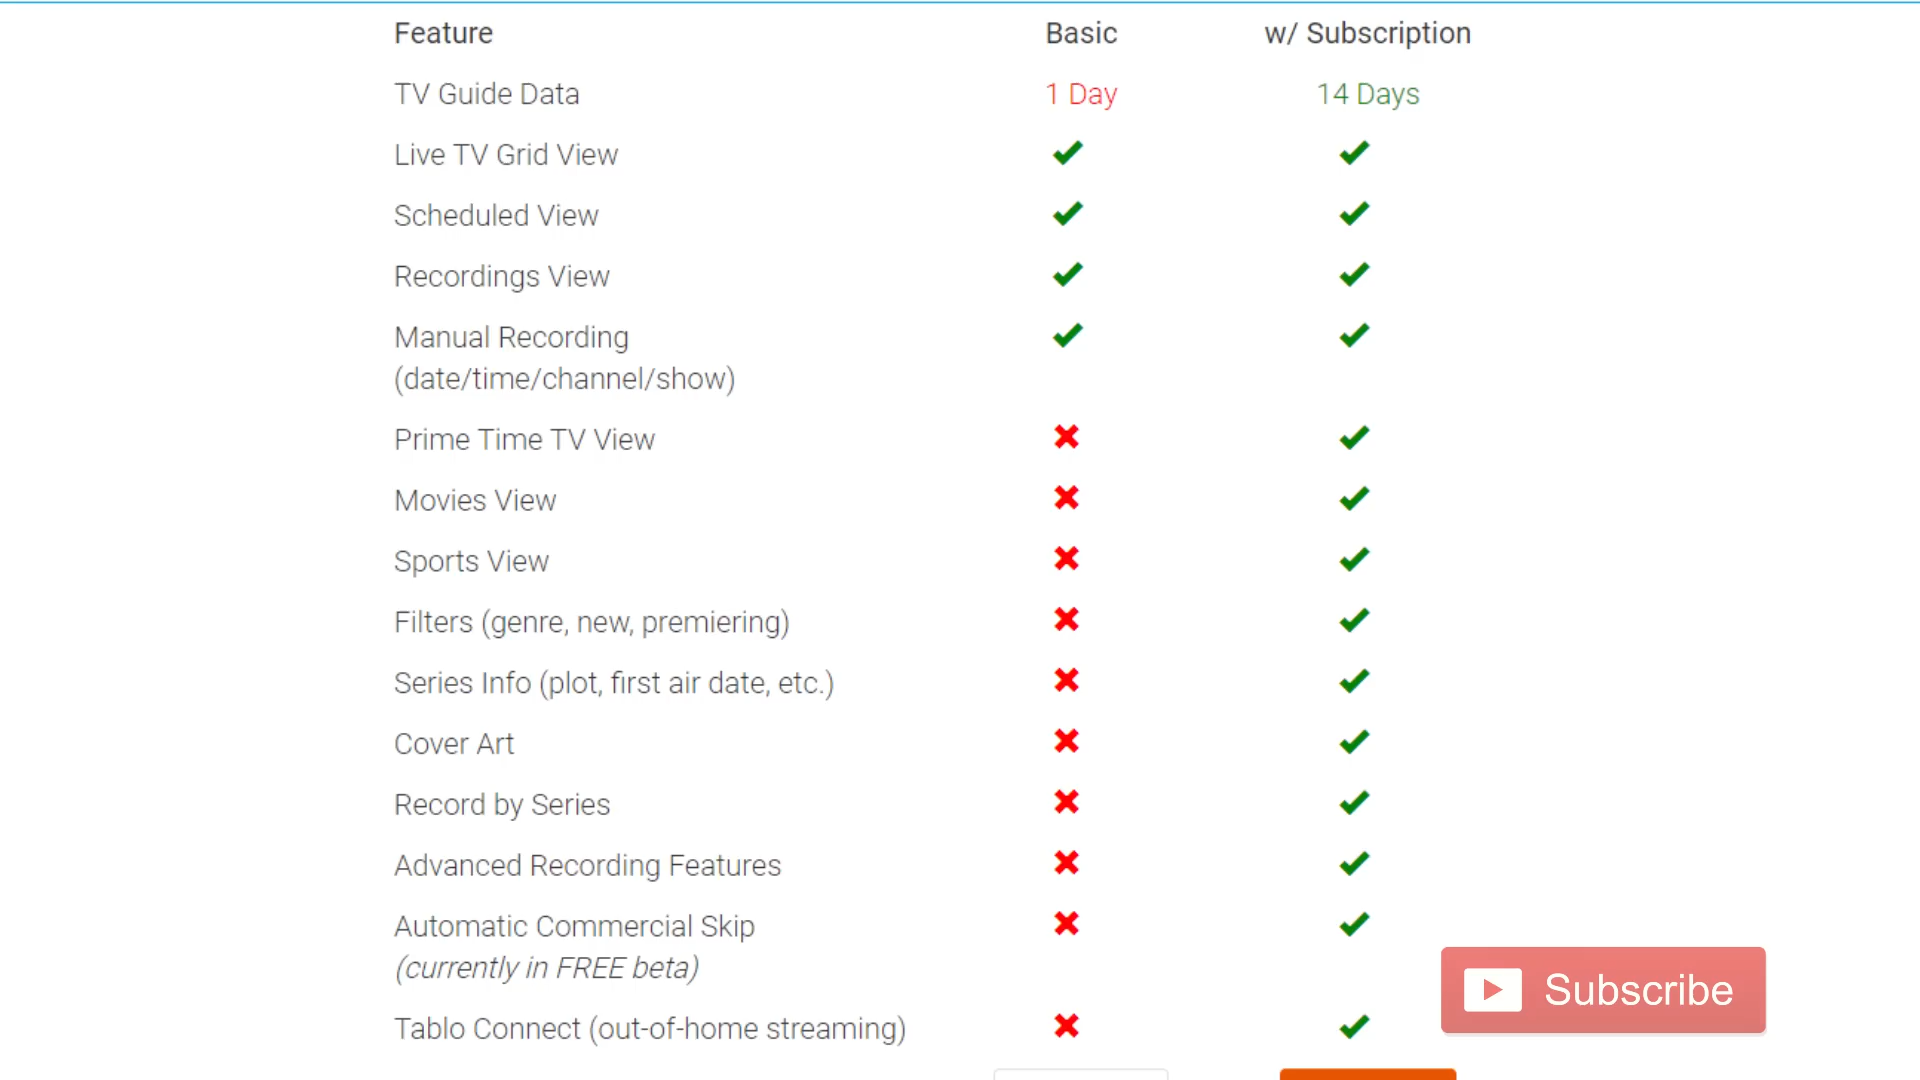 Feature Basic w/ Subscription
TV Guide Data 1 Day 14 Days
Live TV Grid View
Scheduled View
Recordings View
Manual Recording
(date/time/channel/show)
Prime Time TV View
Movies View
Sports View
Filters (genre, new, premiering)
Series Info (plot, first air date, etc.)
Cover Art
Record by Series
Advanced Recording Features
Automatic Commercial Skip
(currently in FREE beta)
Tablo Connect (out-of-home streaming)
Subscribe